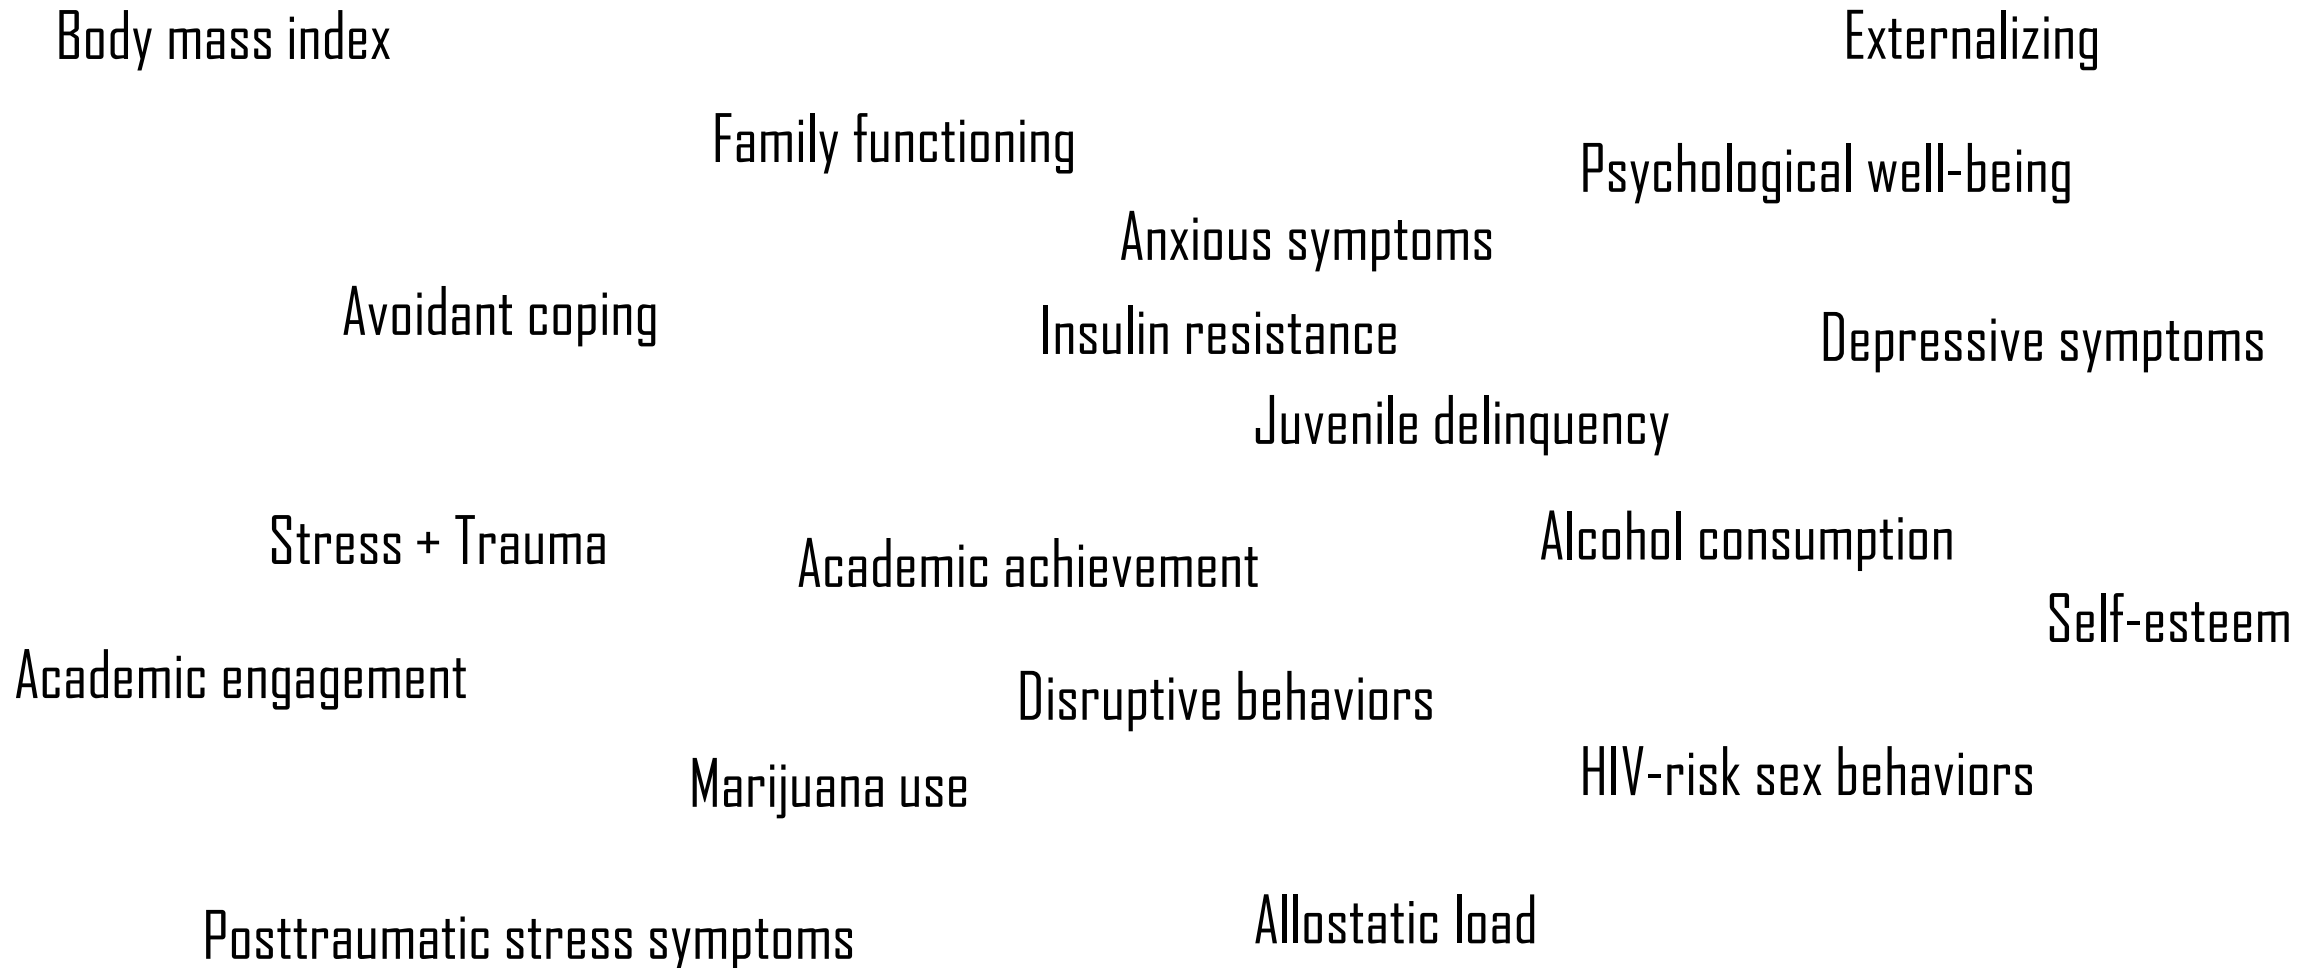 Body mass index
Externalizing
Family functioning
Psychological well-being
Anxious symptoms
Avoidant coping
Insulin resistance
Depressive symptoms
Juvenile delinquency
Stress + Trauma
Alcohol consumption
Academic achievement
Self-esteem
Academic engagement
Disruptive behaviors
HIV-risk sex behaviors
Marijuana use
Allostatic load
Posttraumatic stress symptoms